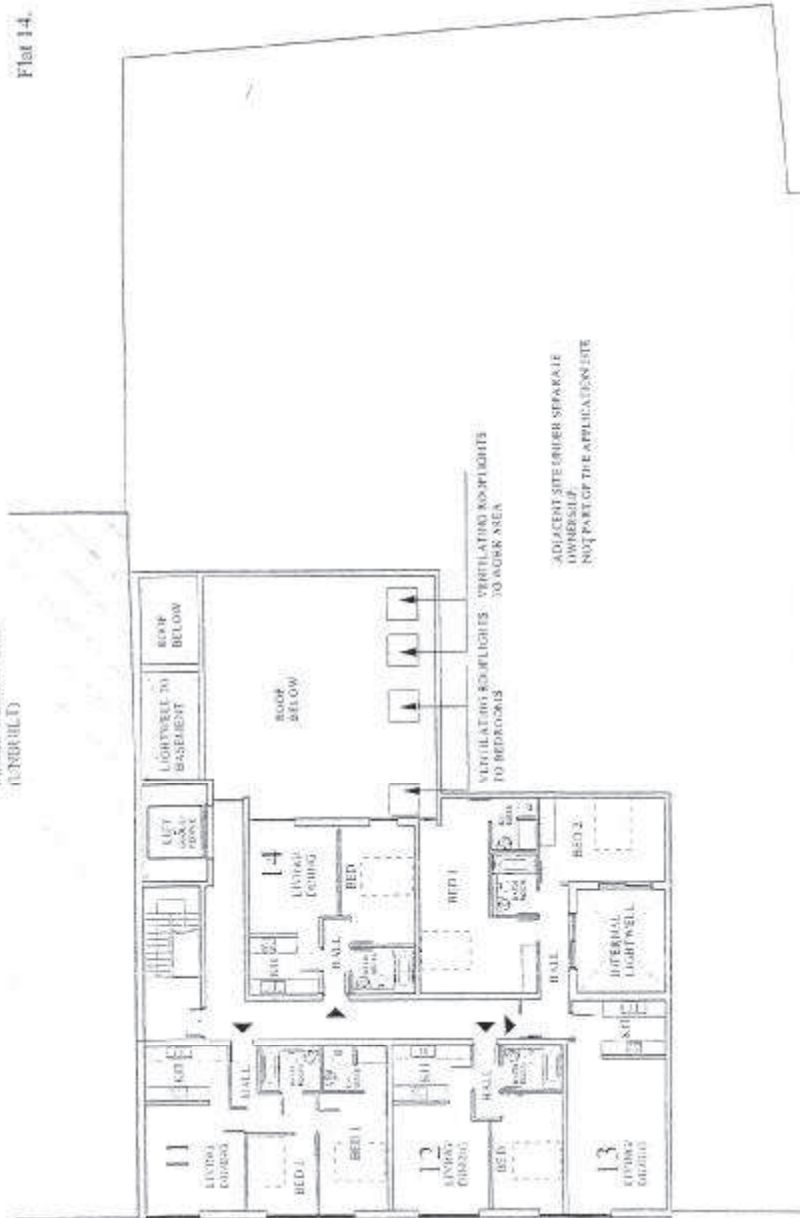 Flat 14.
(UNBUILT)
ROOF
BELOW
LIGHTWELL TO
BASEMENT
LIFT
ROOF
BELOW
VENTILATING ROOFLIGHTS
TO WORK AREA
VENTILATING ROOFLIGHTS
TO BEDROOMS
ADJACENT SITE UNDER SEPARATE
OWNERSHIP.
NOT PART OF THE APPLICATION SITE
14
LIVING/
DINING
BED
KIT
HALL
BED 1
BED 2
HALL
INTERNAL
LIGHTWELL
11
LIVING/
DINING
KIT
HALL
BED 2
BED 1
12
LIVING/
DINING
KIT
HALL
BED
13
LIVING/
DINING
KIT